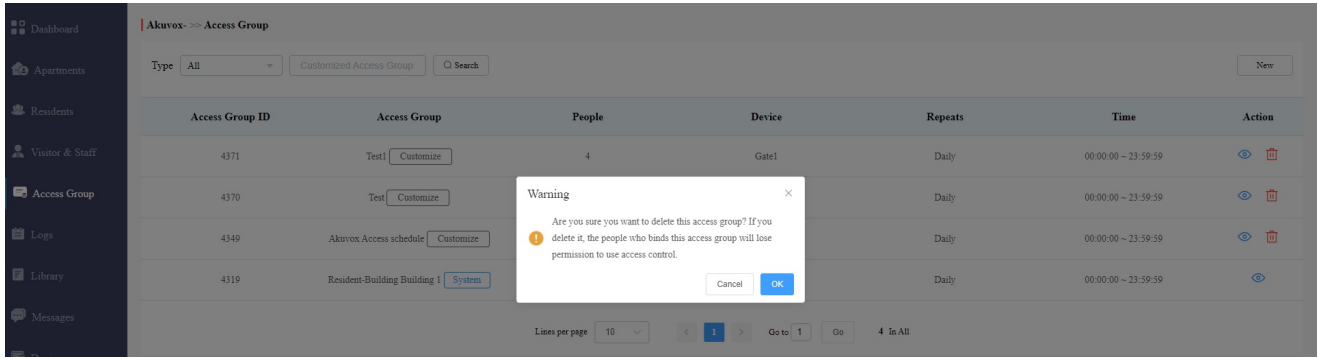 Dashboard
Akuvox- >> Access Group
Apartments
Type All Customized Access Group Search New
Residents
Access Group ID Access Group People Device Repeats Time Action
Visitor & Staff
4371 Test1 Customize 4 Gate1 Daily 00:00:00 ~ 23:59:59
Access Group
4370 Test Customize Daily 00:00:00 ~ 23:59:59
Warning
Are you sure you want to delete this access group? If you
delete it, the people who binds this access group will lose
permission to use access control.
Cancel OK
Logs
4349 Akuvox Access schedule Customize Daily 00:00:00 ~ 23:59:59
Library
4319 Resident-Building Building 1 System Daily 00:00:00 ~ 23:59:59
Messages
Lines per page 10 < 1 > Go to 1 Go 4 In All